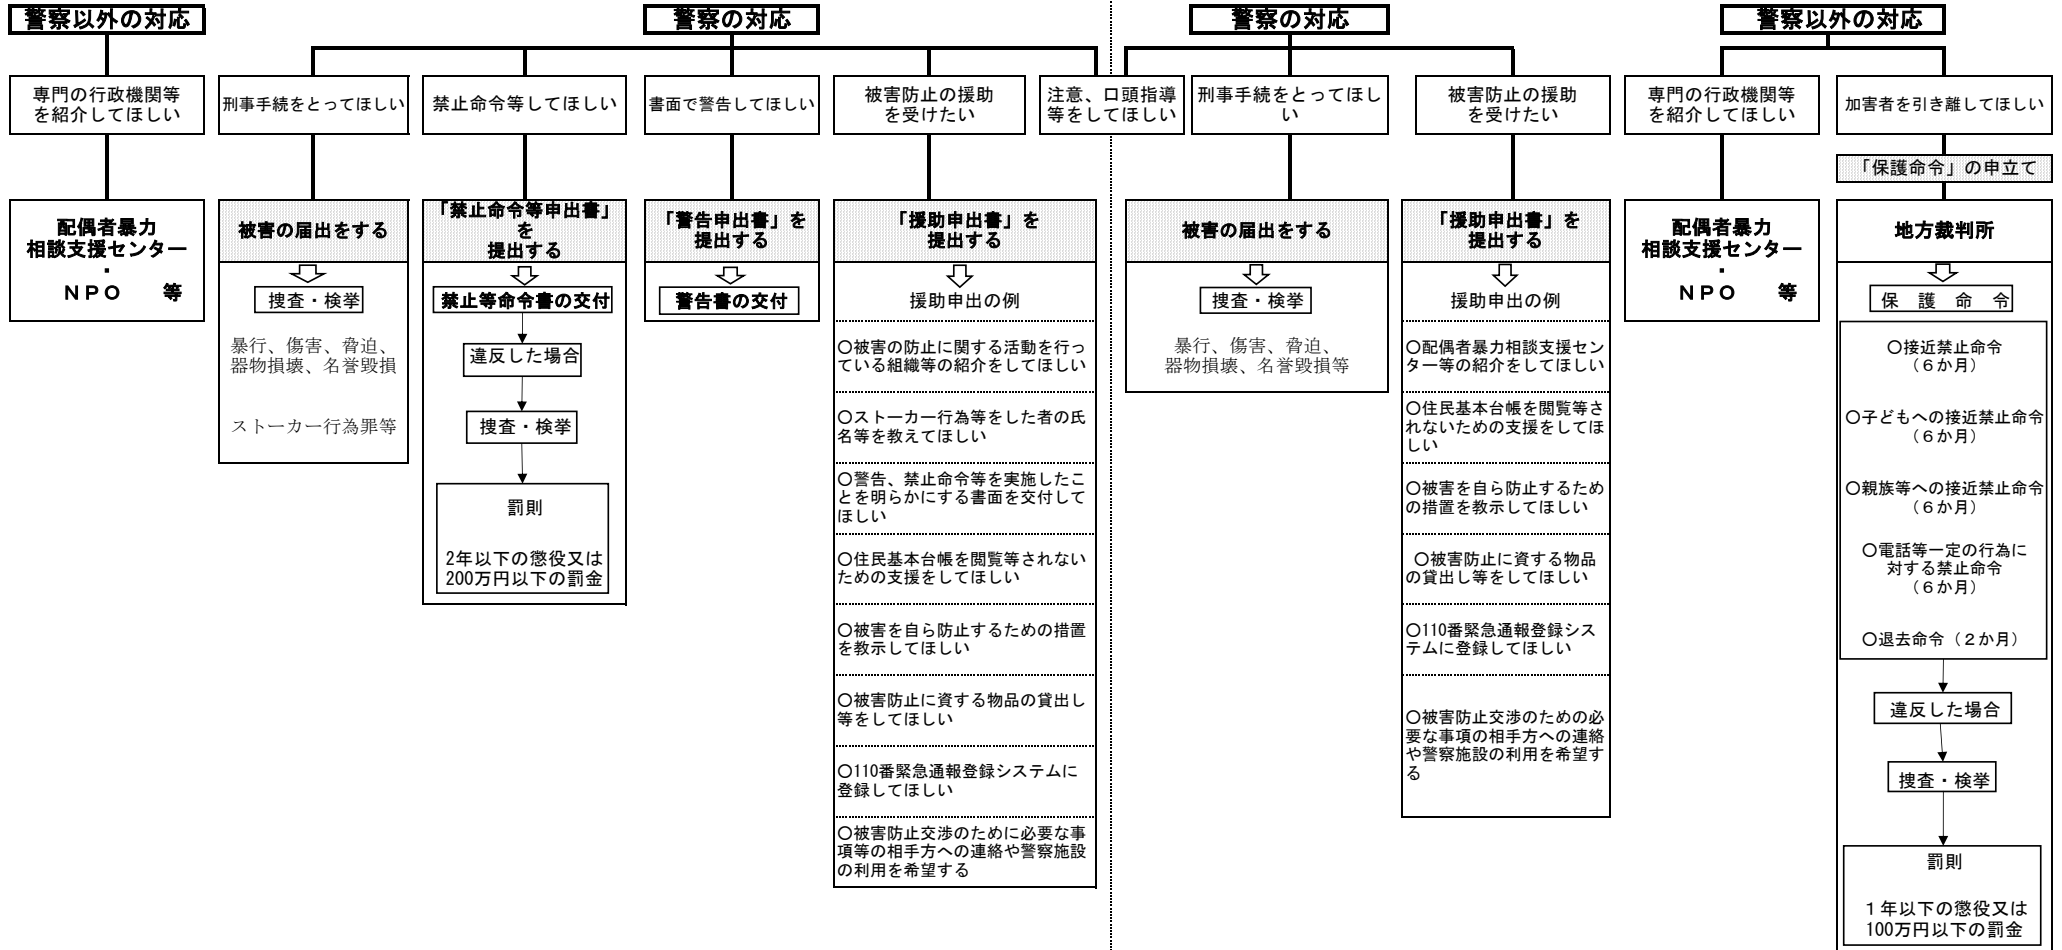 警察以外の対応
警察の対応
警察の対応
警察以外の対応
専門の行政機関等
を紹介してほしい
刑事手続をとってほしい
禁止命令等してほしい
書面で警告してほしい
被害防止の援助
を受けたい
注意、口頭指導
等をしてほしい
刑事手続をとってほし
い
被害防止の援助
を受けたい
専門の行政機関等
を紹介してほしい
加害者を引き離してほしい
「保護命令」の申立て
配偶者暴力
相談支援センター
・
ＮＰＯ　等
被害の届出をする
捜査・検挙
暴行、傷害、脅迫、
器物損壊、名誉毀損
ストーカー行為罪等
「禁止命令等申出書」
を
提出する
禁止等命令書の交付
違反した場合
捜査・検挙
罰則
2年以下の懲役又は
200万円以下の罰金
「警告申出書」を
提出する
警告書の交付
「援助申出書」を
提出する
援助申出の例
○被害の防止に関する活動を行っ
ている組織等の紹介をしてほしい
○ストーカー行為等をした者の氏
名等を教えてほしい
○警告、禁止命令等を実施したこ
とを明らかにする書面を交付して
ほしい
○住民基本台帳を閲覧等されない
ための支援をしてほしい
○被害を自ら防止するための措置
を教示してほしい
○被害防止に資する物品の貸出し
等をしてほしい
○110番緊急通報登録システムに
登録してほしい
○被害防止交渉のために必要な事
項等の相手方への連絡や警察施設
の利用を希望する
被害の届出をする
捜査・検挙
暴行、傷害、脅迫、
器物損壊、名誉毀損等
「援助申出書」を
提出する
援助申出の例
○配偶者暴力相談支援セン
ター等の紹介をしてほしい
○住民基本台帳を閲覧等さ
れないための支援をしてほ
しい
○被害を自ら防止するため
の措置を教示してほしい
○被害防止に資する物品
の貸出し等をしてほしい
○110番緊急通報登録シス
テムに登録してほしい
○被害防止交渉のための必
要な事項の相手方への連絡
や警察施設の利用を希望す
る
配偶者暴力
相談支援センター
・
ＮＰＯ　等
地方裁判所
保　護　命　令
○接近禁止命令
（６か月）
○子どもへの接近禁止命令
（６か月）
○親族等への接近禁止命令
（６か月）
○電話等一定の行為に
対する禁止命令
（６か月）
○退去命令（２か月）
違反した場合
捜査・検挙
罰則
１年以下の懲役又は
100万円以下の罰金